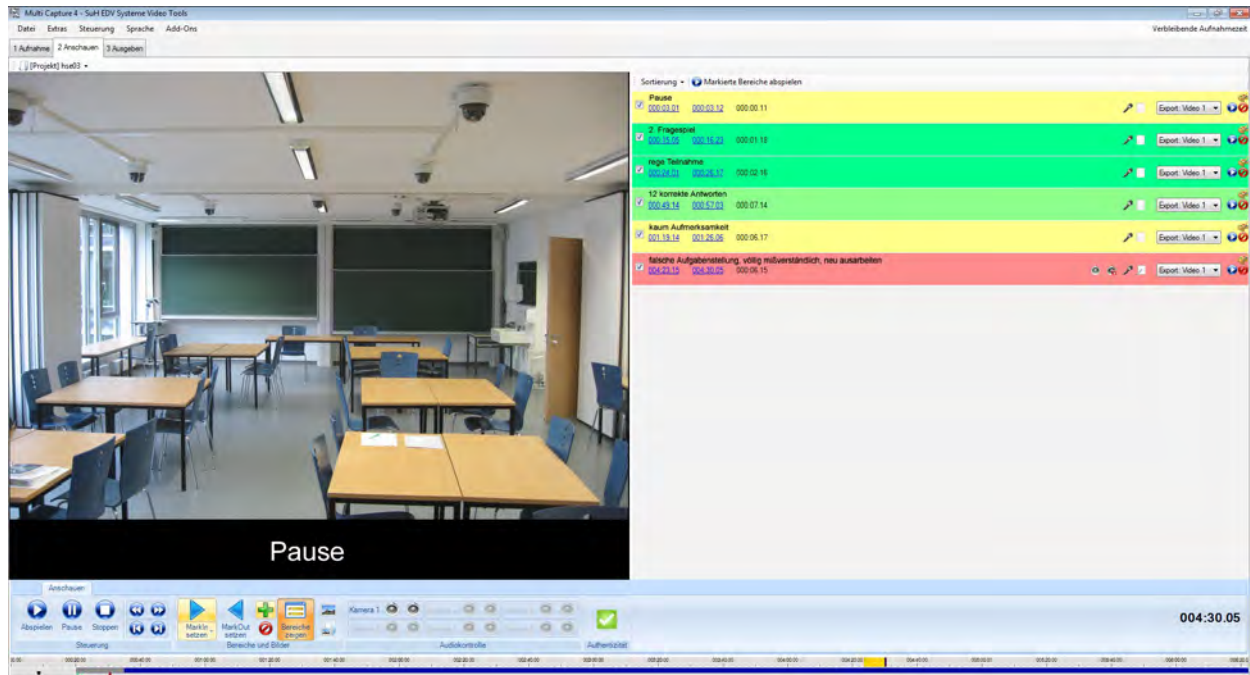 Multi Capture 4 - SuH EDV Systeme Video Tools
Datei Extras Steuerung Sprache Add-Ons
Verbleibende Aufnahmezeit
1 Aufnahme 2 Anschauen 3 Ausgeben
[Projekt] hse03
Sortierung Markierte Bereiche abspielen
Pause
000:03.01 000:03.12 000:00.11 Export: Video 1
2. Fragespiel
000:15.05 000:16.23 000:01.18 Export: Video 1
rege Teilnahme
000:24.01 000:26.17 000:02.16 Export: Video 1
12 korrekte Antworten
000:49.14 000:57.03 000:07.14 Export: Video 1
kaum Aufmerksamkeit
001:19.14 001:26.06 000:06.17 Export: Video 1
falsche Aufgabenstellung, völlig mißverständlich, neu ausarbeiten
004:23.15 004:30.05 000:06.15 Export: Video 1
Pause
Anschauen
Abspielen Pause Stoppen
MarkIn setzen
MarkOut setzen
Bereiche zeigen
Kamera 1
Steuerung Bereiche und Bilder Audiokontrolle Authentizität
004:30.05